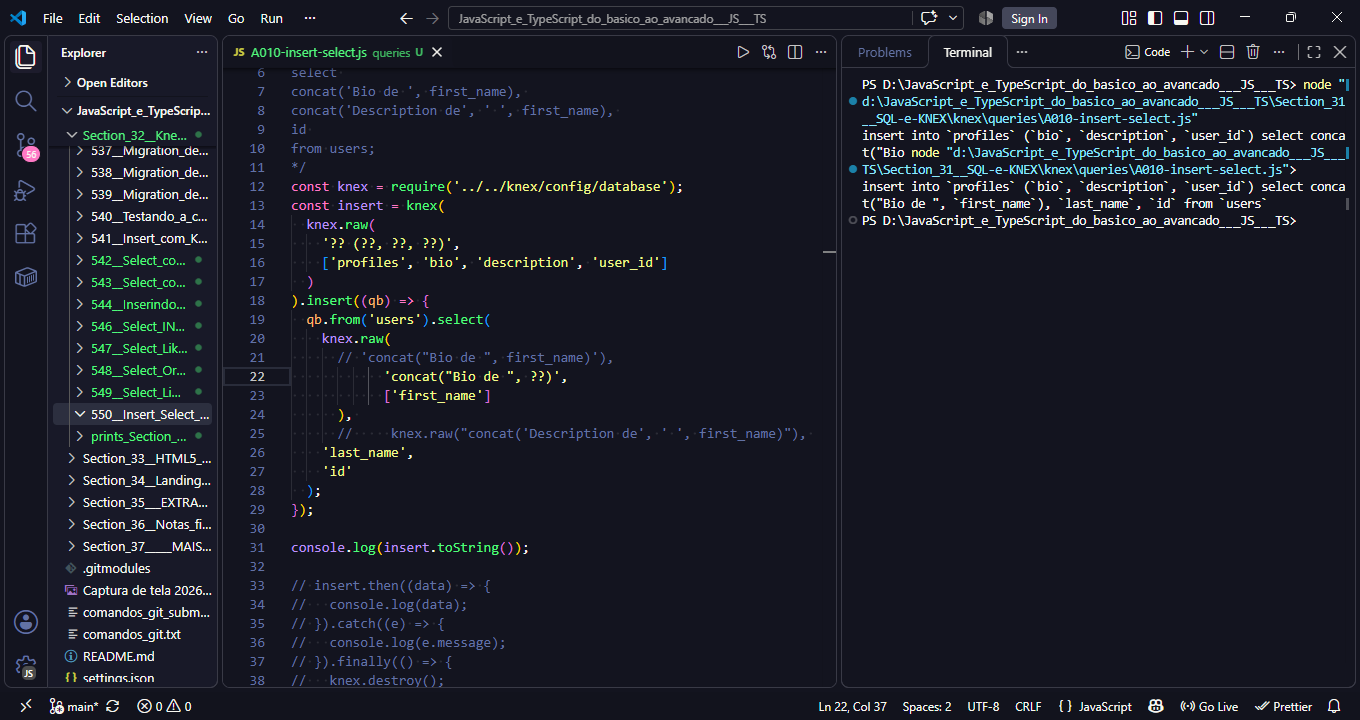 File Edit Selection View Go Run ··· JavaScript_e_TypeScript_do_basico_ao_avancado___JS___TS Sign In
Explorer ···
Open Editors
JavaScript_e_TypeScrip...
Section_32__Kne...
537__Migration_de...
538__Migration_de...
539__Migration_de...
540__Testando_a_c...
541__Insert_com_K...
542__Select_co...
543__Select_co...
544__Inserindo...
546__Select_IN...
547__Select_Lik...
548__Select_Or...
549__Select_Li...
550__Insert_Select_...
prints_Section_...
Section_33__HTML5_...
Section_34__Landing...
Section_35___EXTRA...
Section_36__Notas_fi...
Section_37_____MAIS...
.gitmodules
Captura de tela 2026...
comandos_git_subm...
comandos_git.txt
README.md
settings.json
56
JS
JS A010-insert-select.js queries U
6 select
7 concat('Bio de ', first_name),
8 concat('Description de', ' ', first_name),
9 id
10 from users;
11 */
12 const knex = require('../../knex/config/database');
13 const insert = knex(
14 knex.raw(
15 '?? (??, ??, ??)',
16 ['profiles', 'bio', 'description', 'user_id']
17 )
18 ).insert((qb) => {
19 qb.from('users').select(
20 knex.raw(
21 // 'concat("Bio de ", first_name)'),
22 'concat("Bio de ", ??)',
23 ['first_name']
24 ),
25 // knex.raw("concat('Description de', ' ', first_name)"),
26 'last_name',
27 'id'
28 );
29 });
30
31 console.log(insert.toString());
32
33 // insert.then((data) => {
34 // console.log(data);
35 // }).catch((e) => {
36 // console.log(e.message);
37 // }).finally(() => {
38 // knex.destroy();
Problems Terminal ··· Code ···
PS D:\JavaScript_e_TypeScript_do_basico_ao_avancado___JS___TS> node "
d:\JavaScript_e_TypeScript_do_basico_ao_avancado___JS___TS\Section_31
__SQL-e-KNEX\knex\queries\A010-insert-select.js"
insert into `profiles` (`bio`, `description`, `user_id`) select conca
t("Bio node "d:\JavaScript_e_TypeScript_do_basico_ao_avancado___JS___
TS\Section_31__SQL-e-KNEX\knex\queries\A010-insert-select.js">
insert into `profiles` (`bio`, `description`, `user_id`) select conca
t("Bio de ", `first_name`), `last_name`, `id` from `users`
PS D:\JavaScript_e_TypeScript_do_basico_ao_avancado___JS___TS>
main* 0 0 Ln 22, Col 37 Spaces: 2 UTF-8 CRLF {} JavaScript Go Live Prettier